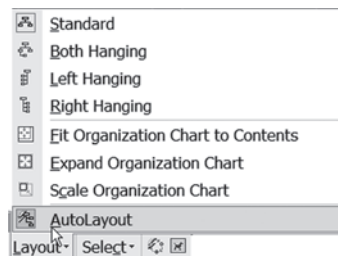 Standard
Both Hanging
Left Hanging
Right Hanging
Fit Organization Chart to Contents
Expand Organization Chart
Scale Organization Chart
AutoLayout
Layout Select